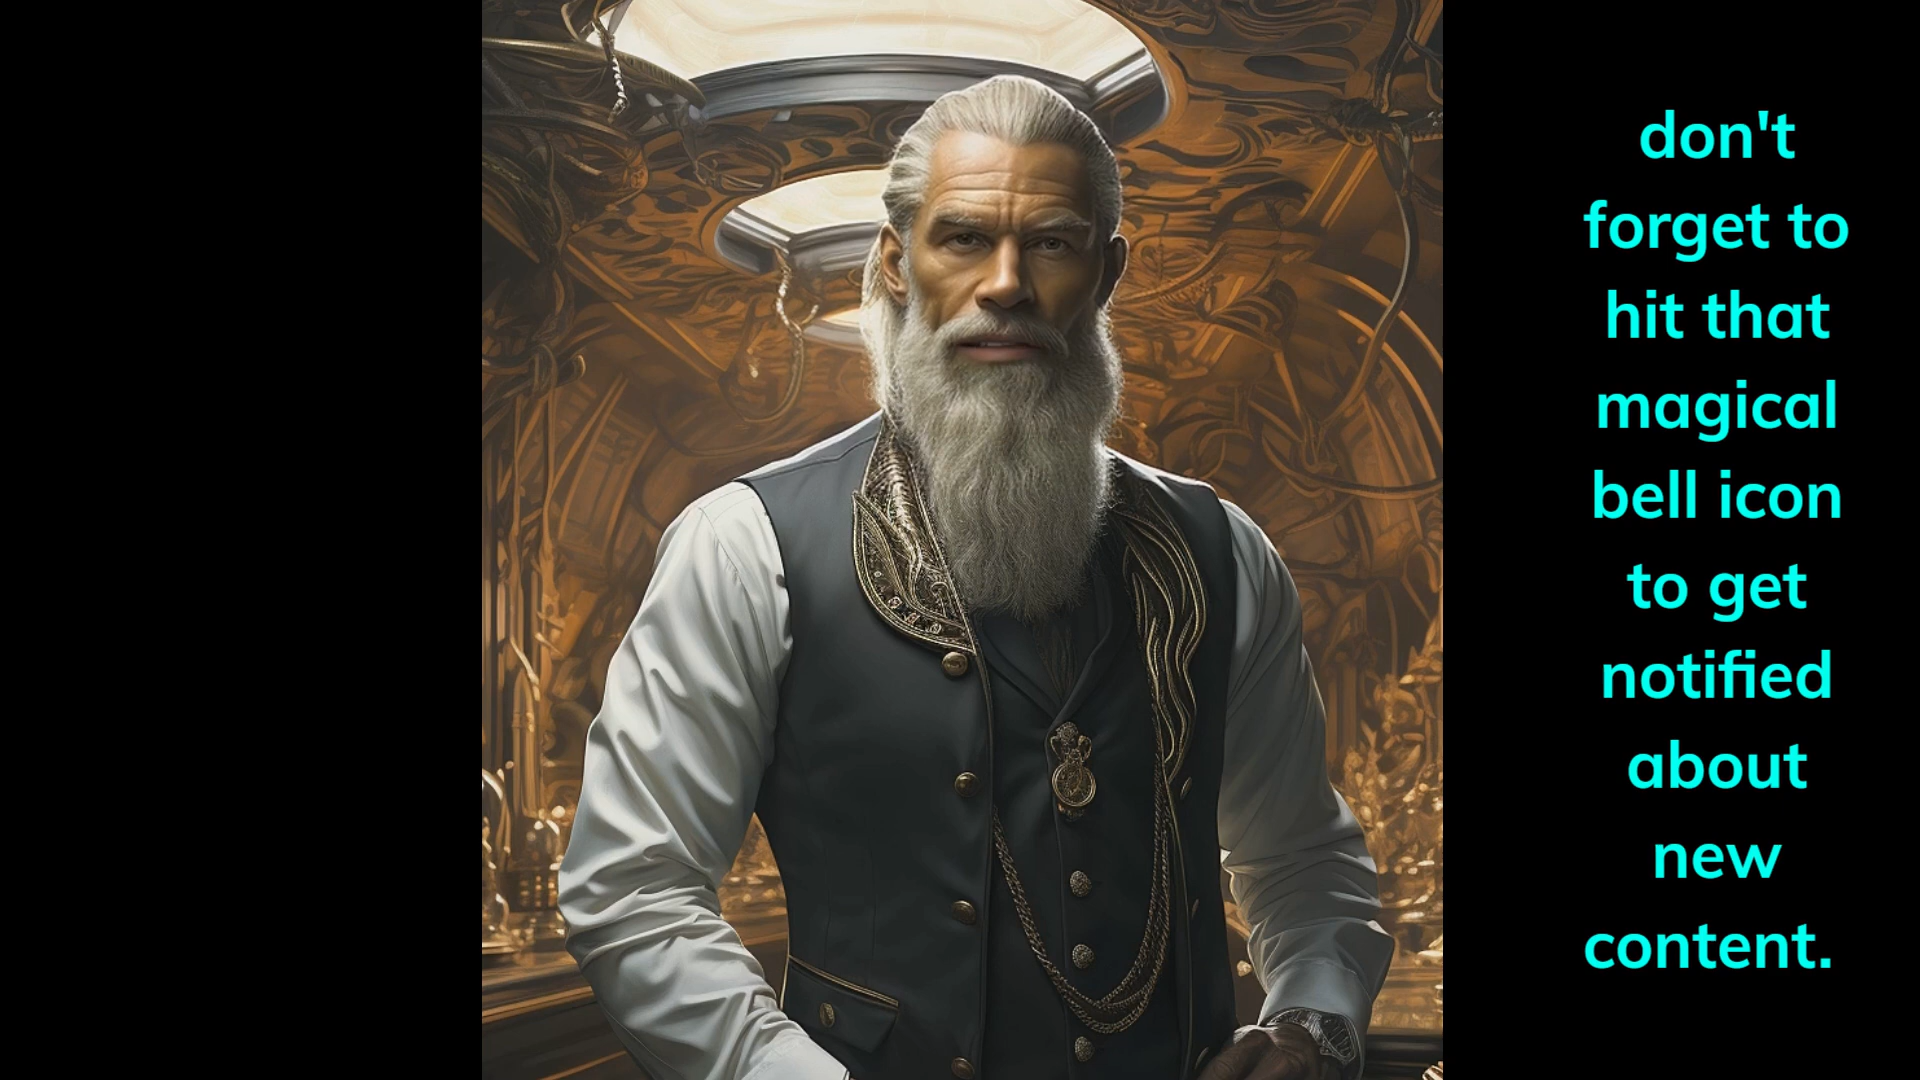 don't
forget to
hit that
magical
bell icon
to get
notified
about
new
content.